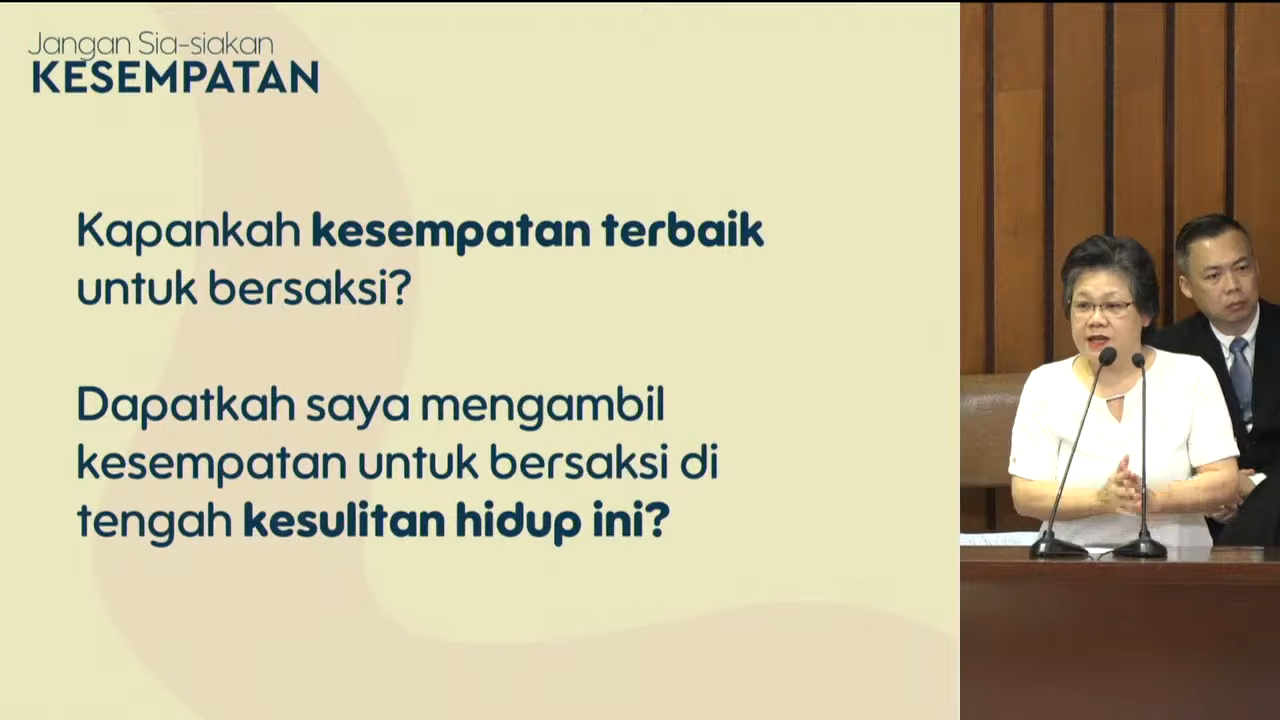 Jangan Sia-siakan
KESEMPATAN
Kapankah kesempatan terbaik
untuk bersaksi?
Dapatkah saya mengambil
kesempatan untuk bersaksi di
tengah kesulitan hidup ini?